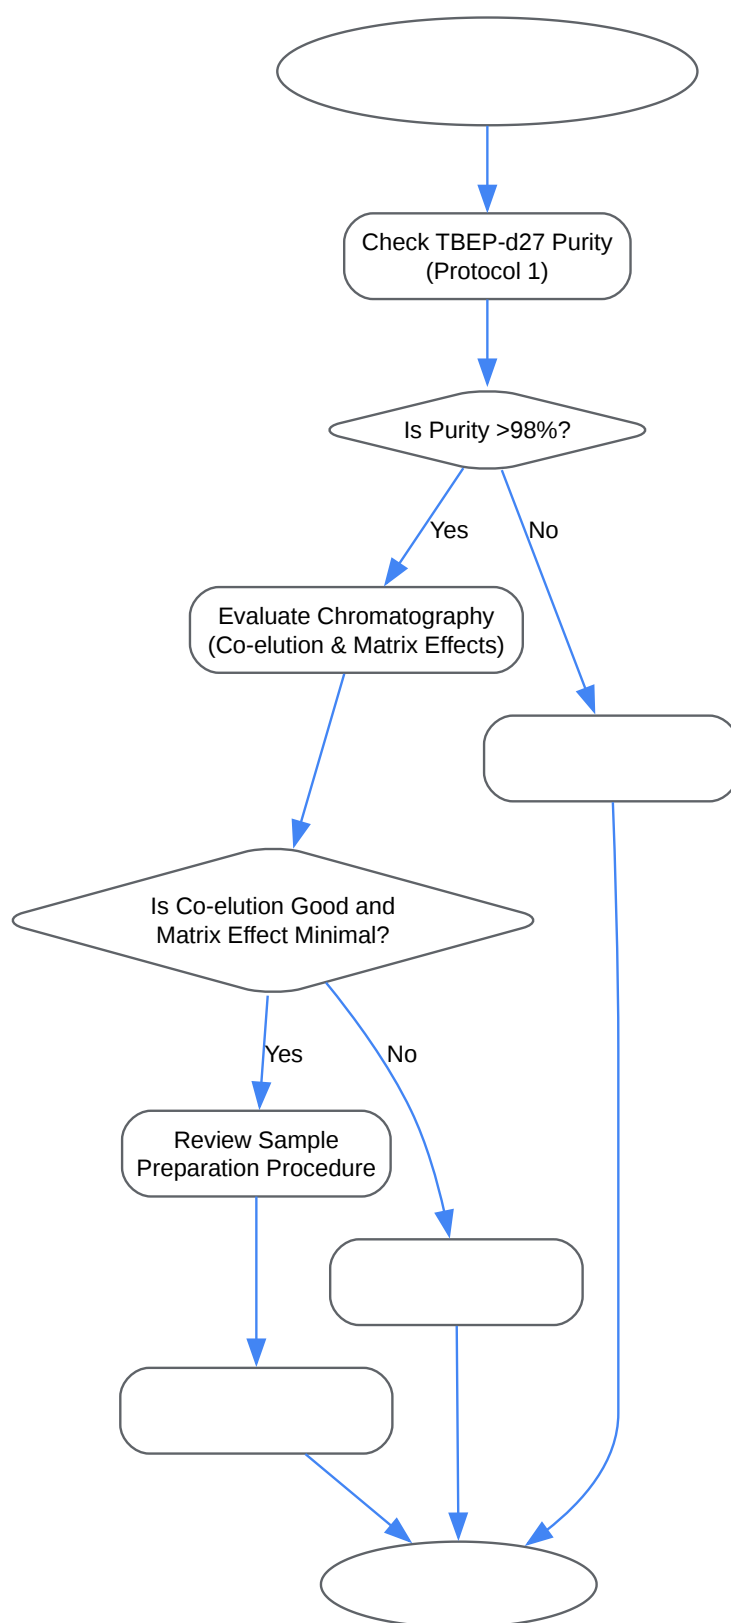 Check TBEP-d27 Purity
(Protocol 1)
Is Purity >98%?
Yes
No
Evaluate Chromatography
(Co-elution & Matrix Effects)
Is Co-elution Good and
Matrix Effect Minimal?
Yes
No
Review Sample
Preparation Procedure